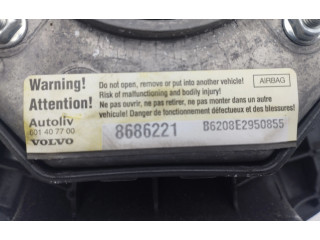 Warning! Do not open, remove or put into another vehicle! AIRBAG
Risk of malfunctioning and bodily injury!
Attention! Ne pas ouvrir, ne pas retirer, ne pas monter dans un autre
vehicule! Danger de fonctionnement défectueux et des blessures!
Autoliv
601 40 77 00
VOLVO 8686221 B6208E2950855